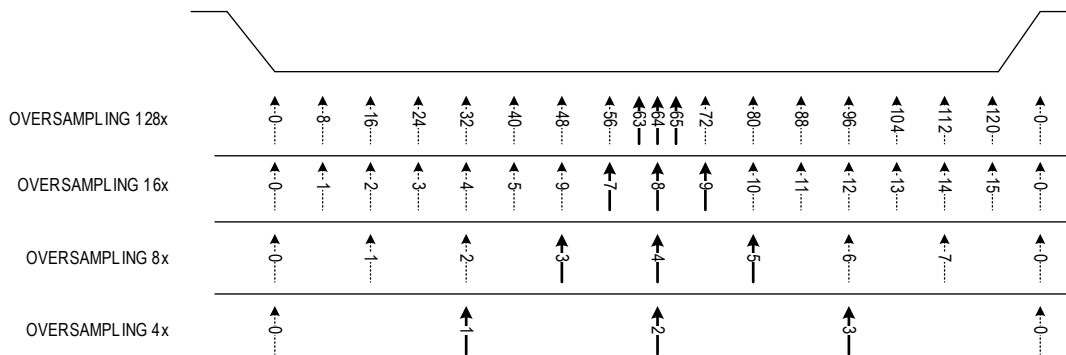 OVERSAMPLING 128x 0 8 16 24 32 40 48 56 63 64 65 72 80 88 96 104 112 120 0
OVERSAMPLING 16x 0 1 2 3 4 5 9 7 8 9 10 11 12 13 14 15 0
OVERSAMPLING 8x 0 1 2 3 4 5 6 7 0
OVERSAMPLING 4x 0 1 2 3 0